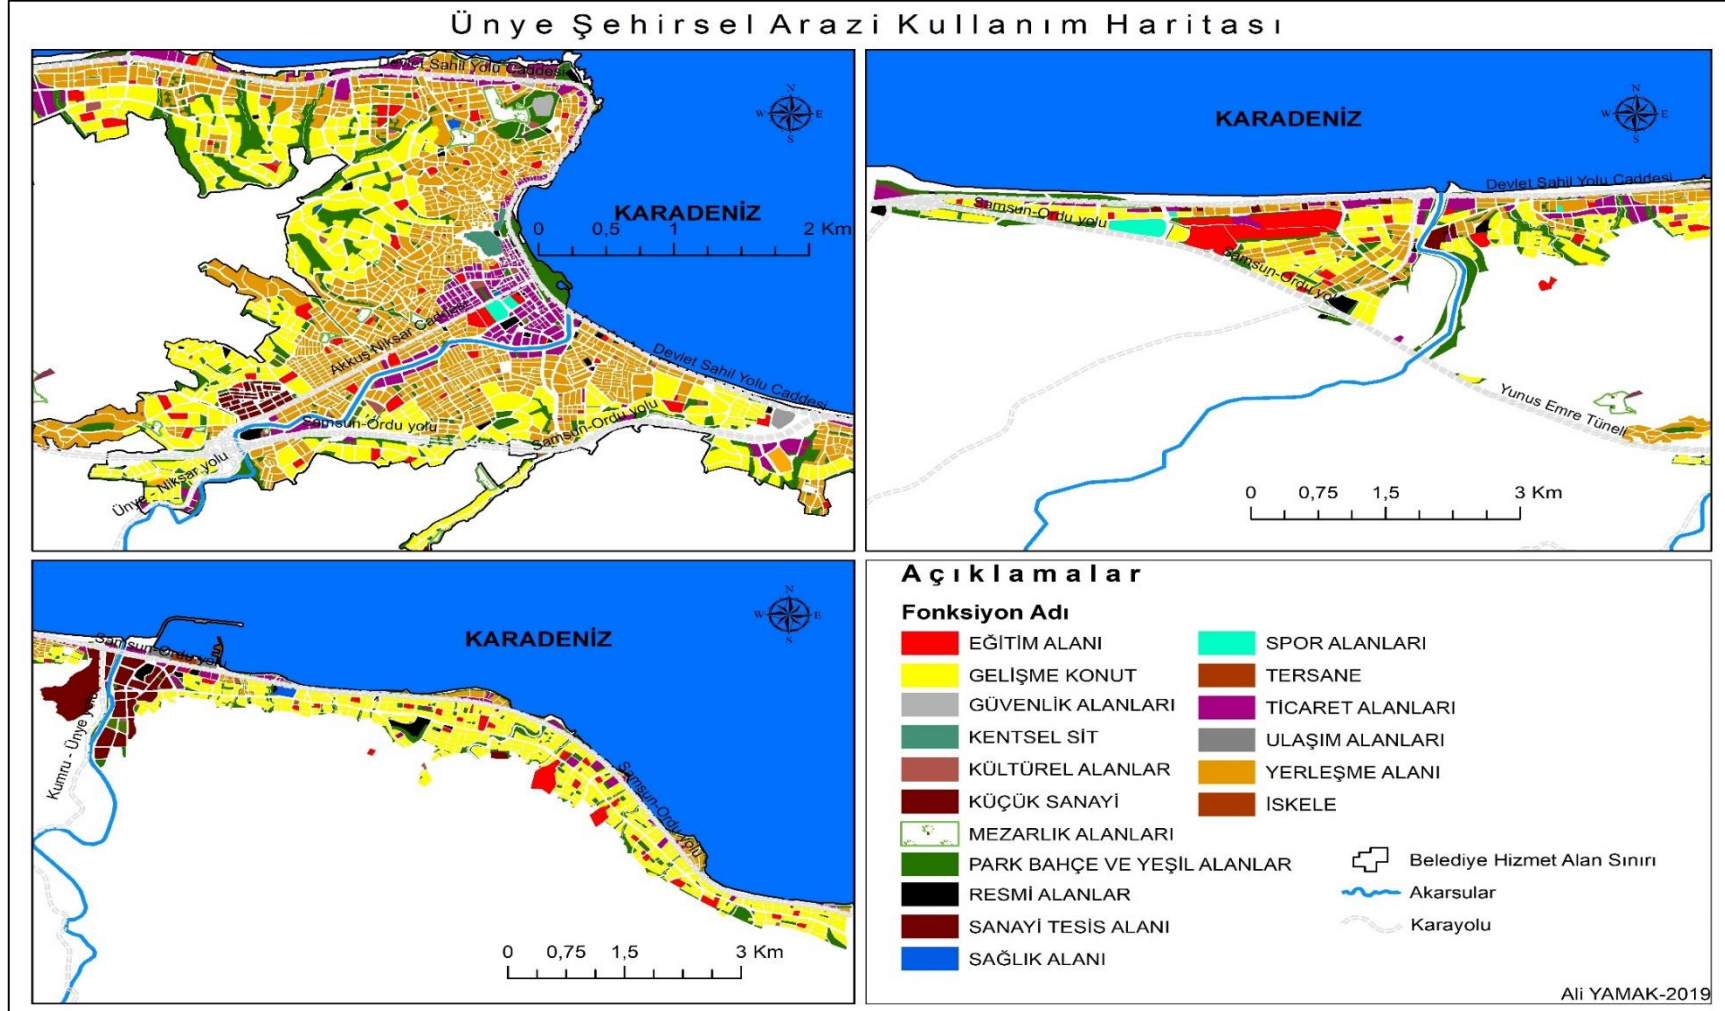 Ünye Şehirsel Arazi Kullanım Haritası
Devlet Sahil Yolu Caddesi
N
W E
S
KARADENİZ
0 0,5 1 2 Km
Akkuş Niksar Caddesi
Devlet Sahil Yolu Caddesi
Samsun-Ordu yolu
Samsun-Ordu yolu
Ünye - Niksar yolu
N
W E
S
KARADENİZ
Devlet Sahil Yolu Caddesi
Samsun-Ordu yolu
Samsun-Ordu yolu
Yunus Emre Tüneli
0 0,75 1,5 3 Km
N
W E
S
KARADENİZ
Samsun-Ordu yolu
Kumru - Ünye yolu
Samsun-Ordu yolu
0 0,75 1,5 3 Km
Açıklamalar
Fonksiyon Adı
EĞİTİM ALANI
GELİŞME KONUT
GÜVENLİK ALANLARI
KENTSEL SİT
KÜLTÜREL ALANLAR
KÜÇÜK SANAYİ
MEZARLIK ALANLARI
PARK BAHÇE VE YEŞİL ALANLAR
RESMİ ALANLAR
SANAYİ TESİS ALANI
SAĞLIK ALANI
SPOR ALANLARI
TERSANE
TİCARET ALANLARI
ULAŞIM ALANLARI
YERLEŞME ALANI
İSKELE
Belediye Hizmet Alan Sınırı
Akarsular
Karayolu
Ali YAMAK-2019